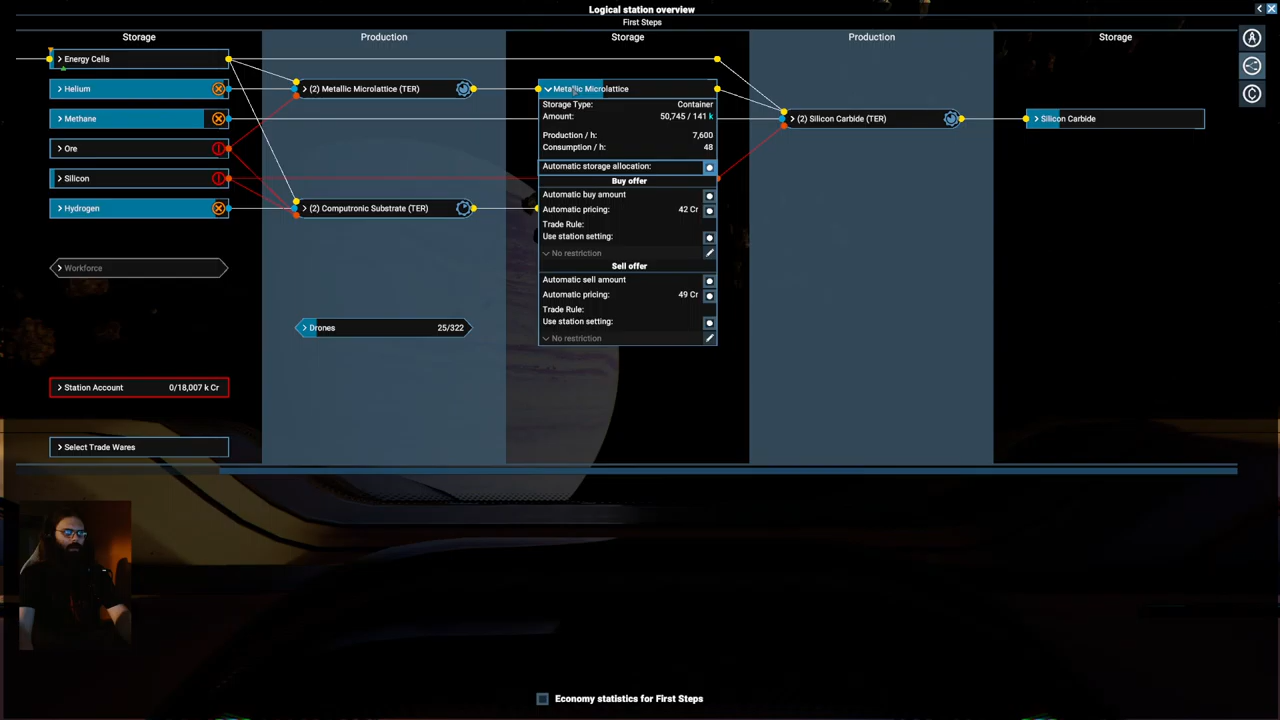 Logical station overview
First Steps
Storage
Production
Storage
Production
Storage
Energy Cells
Helium
Methane
Ore
Silicon
Hydrogen
Workforce
Station Account 0/18,007 k Cr
Select Trade Wares
(2) Metallic Microlattice (TER)
(2) Computronic Substrate (TER)
Drones 25/322
Metallic Microlattice
Storage Type: Container
Amount: 50,745 / 141 k
Production / h: 7,600
Consumption / h: 48
Automatic storage allocation:
Buy offer
Automatic buy amount
Automatic pricing: 42 Cr
Trade Rule:
Use station setting:
No restriction
Sell offer
Automatic sell amount
Automatic pricing: 49 Cr
Trade Rule:
Use station setting:
No restriction
(2) Silicon Carbide (TER)
Silicon Carbide
Economy statistics for First Steps